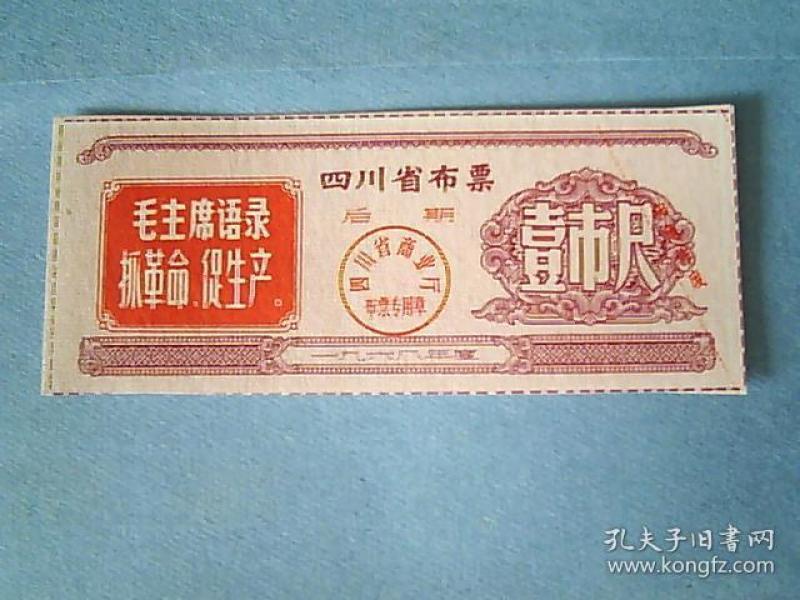 四川省布票
后期
毛主席语录
抓革命、促生产。
四川省商业厅
布票专用章
壹市尺
一九六八年度
孔夫子旧書网
www.kongfz.com